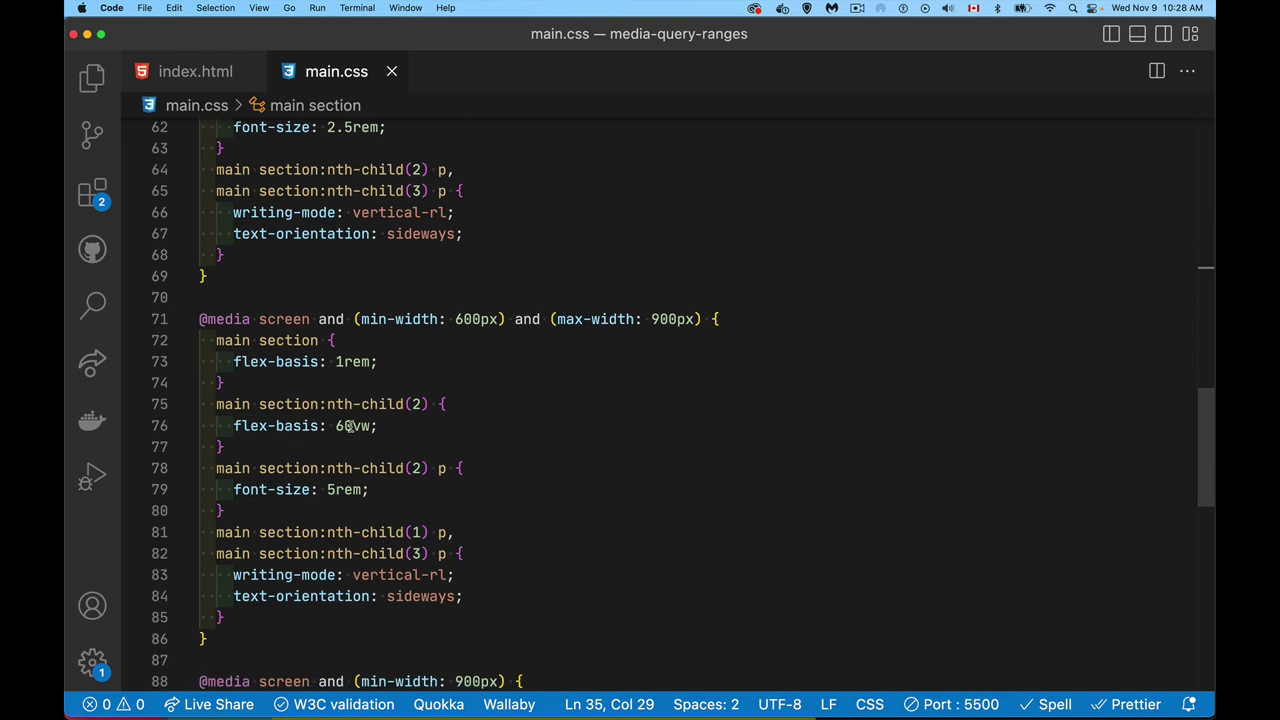 Code File Edit Selection View Go Run Terminal Window Help Wed Nov 9 10:28 AM
main.css — media-query-ranges
index.html main.css
main.css > main section
62 font-size: 2.5rem;
63 }
64 main section:nth-child(2) p,
65 main section:nth-child(3) p {
66 writing-mode: vertical-rl;
67 text-orientation: sideways;
68 }
69 }
70
71 @media screen and (min-width: 600px) and (max-width: 900px) {
72 main section {
73 flex-basis: 1rem;
74 }
75 main section:nth-child(2) {
76 flex-basis: 60vw;
77 }
78 main section:nth-child(2) p {
79 font-size: 5rem;
80 }
81 main section:nth-child(1) p,
82 main section:nth-child(3) p {
83 writing-mode: vertical-rl;
84 text-orientation: sideways;
85 }
86 }
87
88 @media screen and (min-width: 900px) {
2
1
0 0 Live Share W3C validation Quokka Wallaby Ln 35, Col 29 Spaces: 2 UTF-8 LF CSS Port : 5500 Spell Prettier